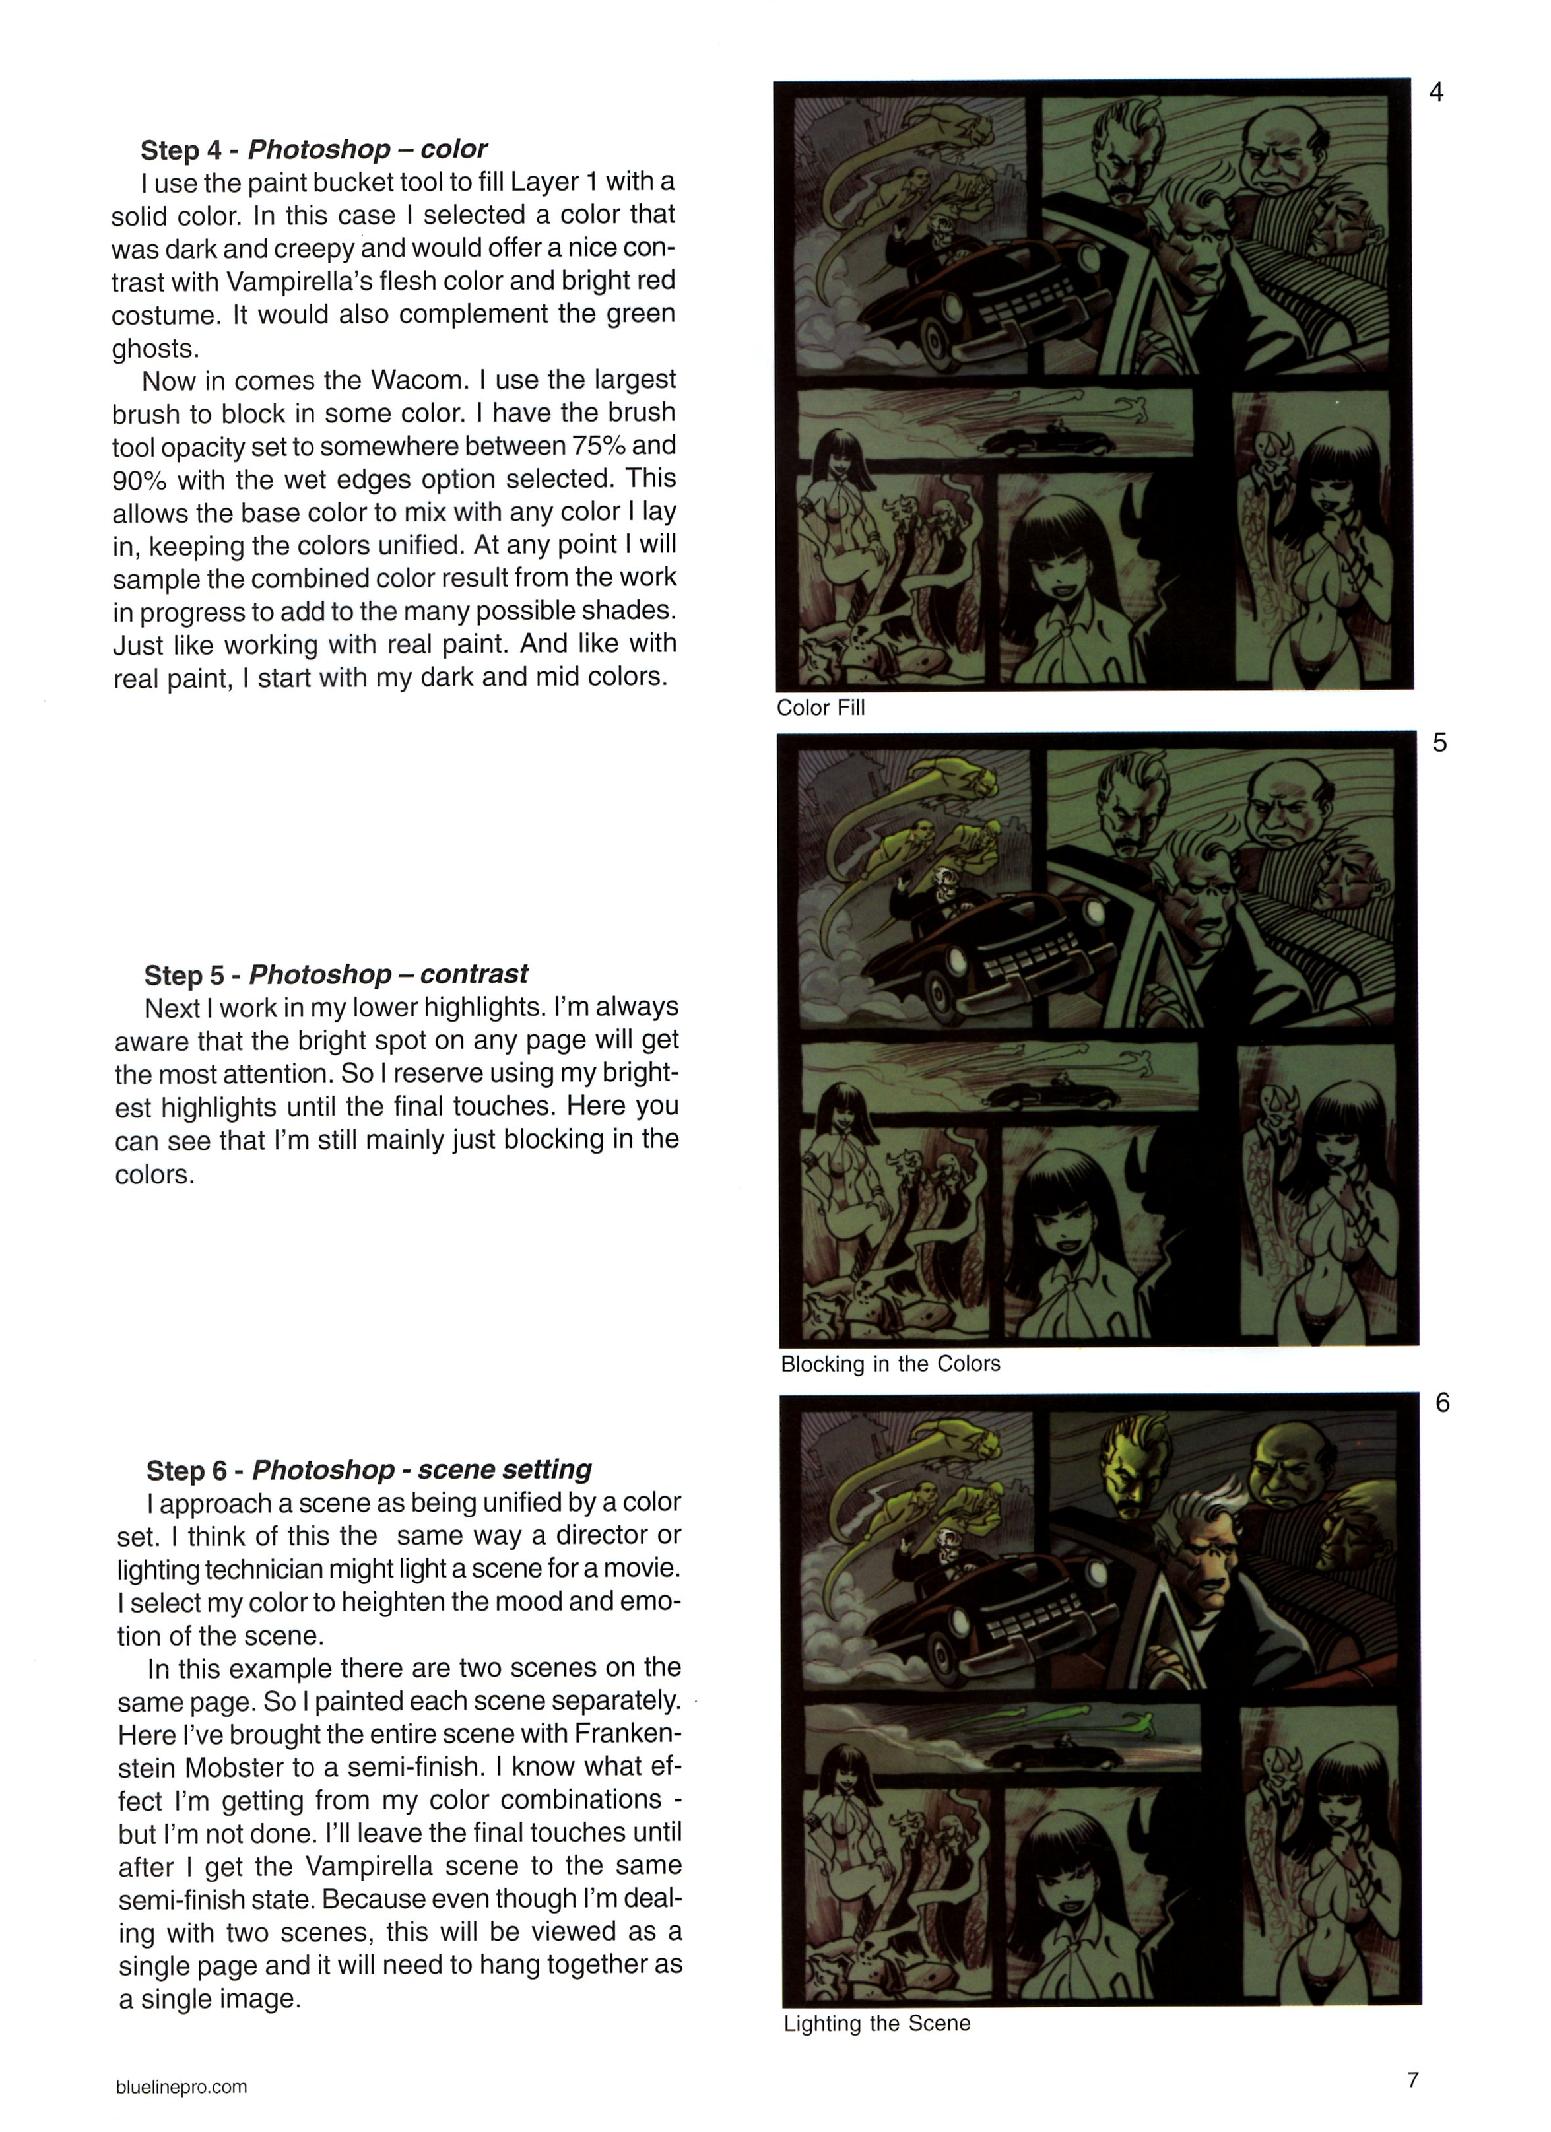 4
Step 4 - Photoshop – color
I use the paint bucket tool to fill Layer 1 with a
solid color. In this case I selected a color that
was dark and creepy and would offer a nice con-
trast with Vampirella's flesh color and bright red
costume. It would also complement the green
ghosts.
Now in comes the Wacom. I use the largest
brush to block in some color. I have the brush
tool opacity set to somewhere between 75% and
90% with the wet edges option selected. This
allows the base color to mix with any color I lay
in, keeping the colors unified. At any point I will
sample the combined color result from the work
in progress to add to the many possible shades.
Just like working with real paint. And like with
real paint, I start with my dark and mid colors.
Color Fill
5
Step 5 - Photoshop – contrast
Next I work in my lower highlights. I'm always
aware that the bright spot on any page will get
the most attention. So I reserve using my bright-
est highlights until the final touches. Here you
can see that I'm still mainly just blocking in the
colors.
Blocking in the Colors
6
Step 6 - Photoshop - scene setting
I approach a scene as being unified by a color
set. I think of this the same way a director or
lighting technician might light a scene for a movie.
I select my color to heighten the mood and emo-
tion of the scene.
In this example there are two scenes on the
same page. So I painted each scene separately.
Here I've brought the entire scene with Franken-
stein Mobster to a semi-finish. I know what ef-
fect I'm getting from my color combinations -
but I'm not done. I'll leave the final touches until
after I get the Vampirella scene to the same
semi-finish state. Because even though I'm deal-
ing with two scenes, this will be viewed as a
single page and it will need to hang together as
a single image.
Lighting the Scene
bluelinepro.com
7